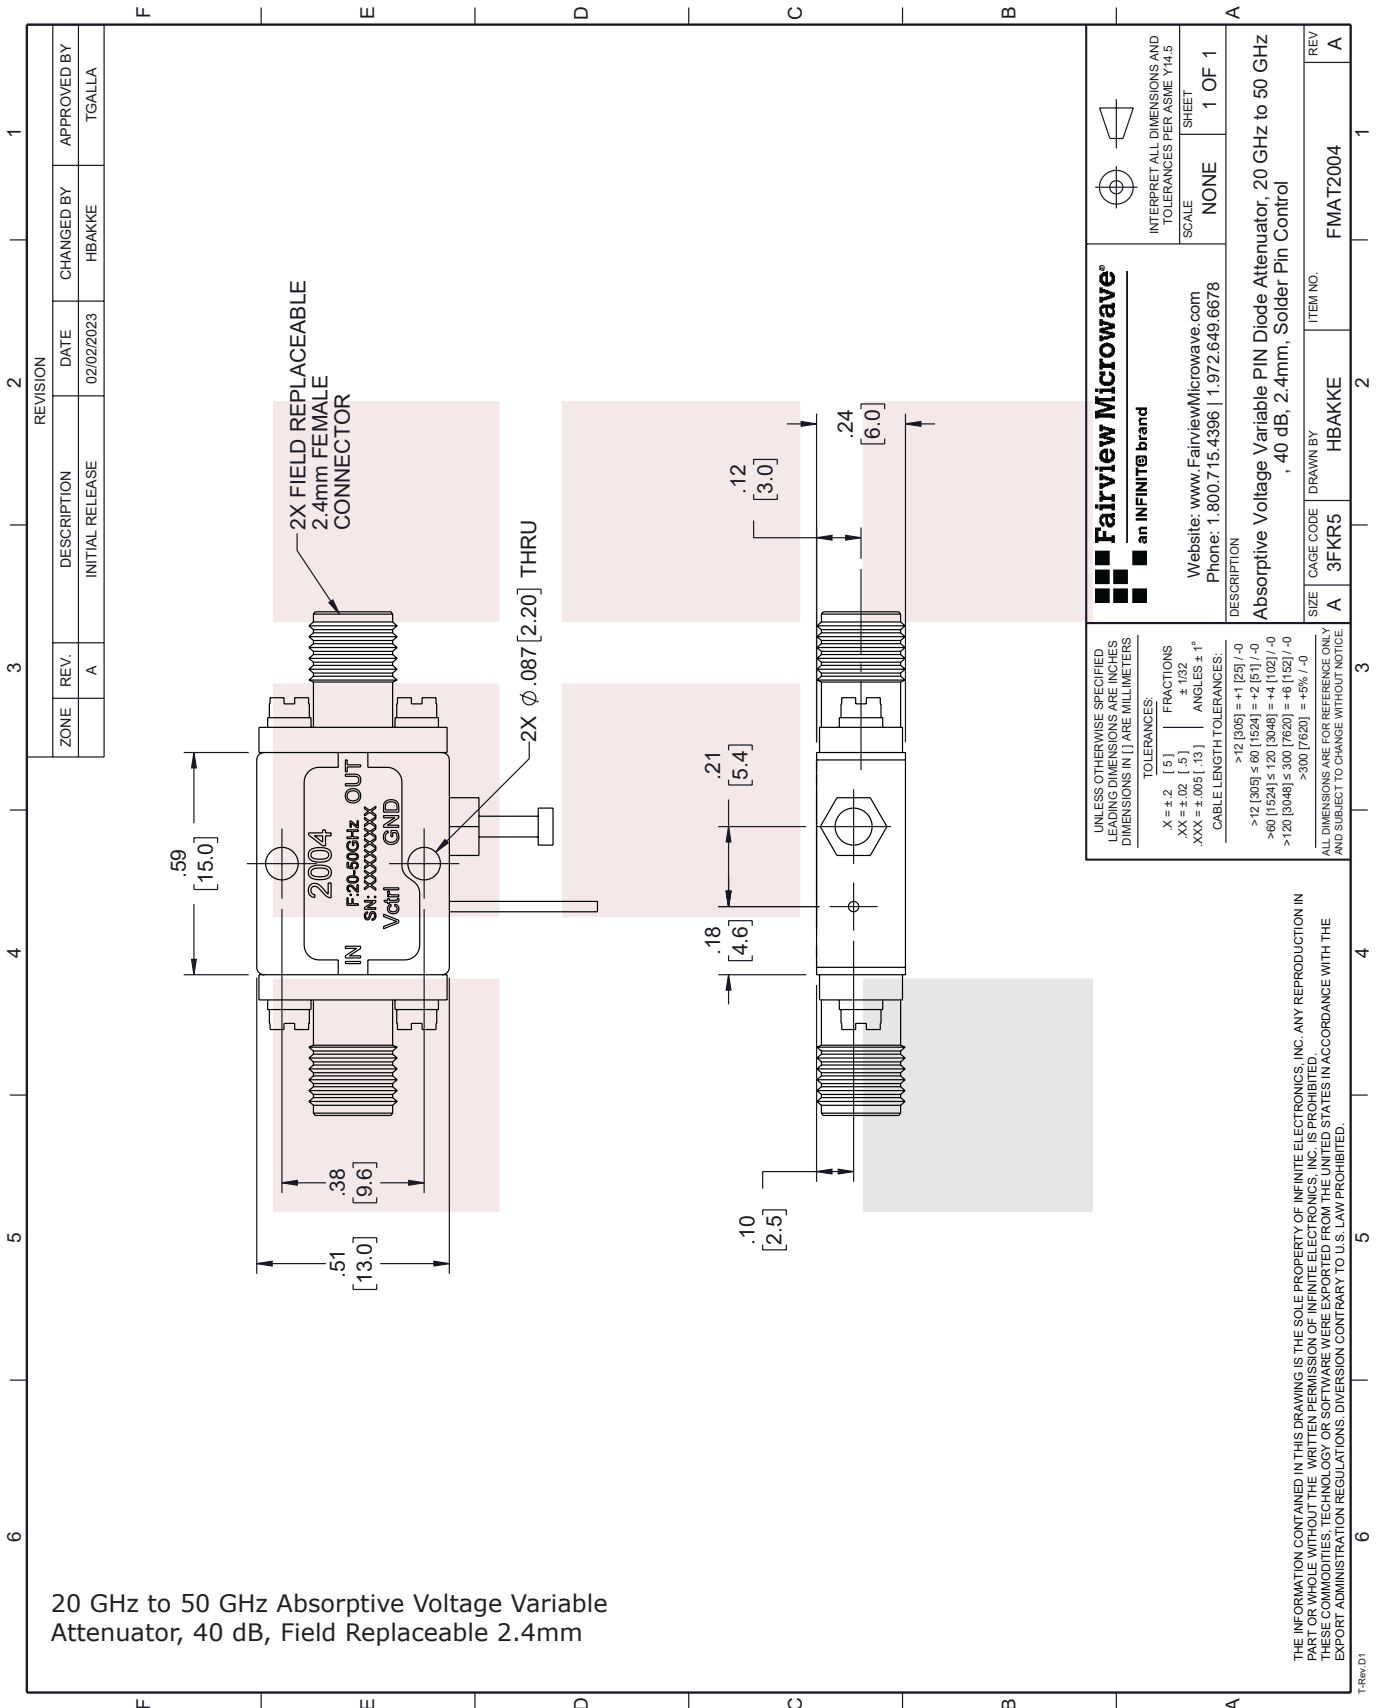 6
5
4
3
2
1
F
E
D
C
B
A
REVISION
ZONE
REV.
DESCRIPTION
DATE
CHANGED BY
APPROVED BY
A
INITIAL RELEASE
02/02/2023
HBAKKE
TGALLA
.59
[15.0]
.51
[13.0]
.38
[9.6]
2X FIELD REPLACEABLE
2.4mm FEMALE
CONNECTOR
2X ⌀.087 [2.20] THRU
2004
F:20-50GHz
SN: XXXXXXXX
IN
OUT
Vctrl
GND
.18
[4.6]
.21
[5.4]
.12
[3.0]
.24
[6.0]
.10
[2.5]
UNLESS OTHERWISE SPECIFIED
LEADING DIMENSIONS ARE INCHES
DIMENSIONS IN [ ] ARE MILLIMETERS
TOLERANCES:
.X = ±.2 [ 5 ]
.XX = ±.02 [ .5 ]
.XXX = ±.005 [ .13 ]
FRACTIONS
± 1/32
ANGLES ± 1°
CABLE LENGTH TOLERANCES:
>12 [305] = +1 [25] / -0
>12 [305] ≤ 60 [1524] = +2 [51] / -0
>60 [1524] ≤ 120 [3048] = +4 [102] / -0
>120 [3048] ≤ 300 [7620] = +6 [152] / -0
>300 [7620] = +5% / -0
ALL DIMENSIONS ARE FOR REFERENCE ONLY
AND SUBJECT TO CHANGE WITHOUT NOTICE.
Fairview Microwave®
an INFINIT@ brand
Website: www.FairviewMicrowave.com
Phone: 1.800.715.4396 | 1.972.649.6678
INTERPRET ALL DIMENSIONS AND
TOLERANCES PER ASME Y14.5
SCALE
NONE
SHEET
1 OF 1
DESCRIPTION
Absorptive Voltage Variable PIN Diode Attenuator, 20 GHz to 50 GHz
, 40 dB, 2.4mm, Solder Pin Control
SIZE
A
CAGE CODE
3FKR5
DRAWN BY
HBAKKE
ITEM NO.
FMAT2004
REV
A
THE INFORMATION CONTAINED IN THIS DRAWING IS THE SOLE PROPERTY OF INFINITE ELECTRONICS, INC. ANY REPRODUCTION IN
PART OR WHOLE WITHOUT THE WRITTEN PERMISSION OF INFINITE ELECTRONICS, INC. IS PROHIBITED.
THESE COMMODITIES, TECHNOLOGY OR SOFTWARE WERE EXPORTED FROM THE UNITED STATES IN ACCORDANCE WITH THE
EXPORT ADMINISTRATION REGULATIONS. DIVERSION CONTRARY TO U.S. LAW PROHIBITED.
F
E
D
C
B
A
6
5
4
3
2
1
T-Rev.D1
20 GHz to 50 GHz Absorptive Voltage Variable
Attenuator, 40 dB, Field Replaceable 2.4mm